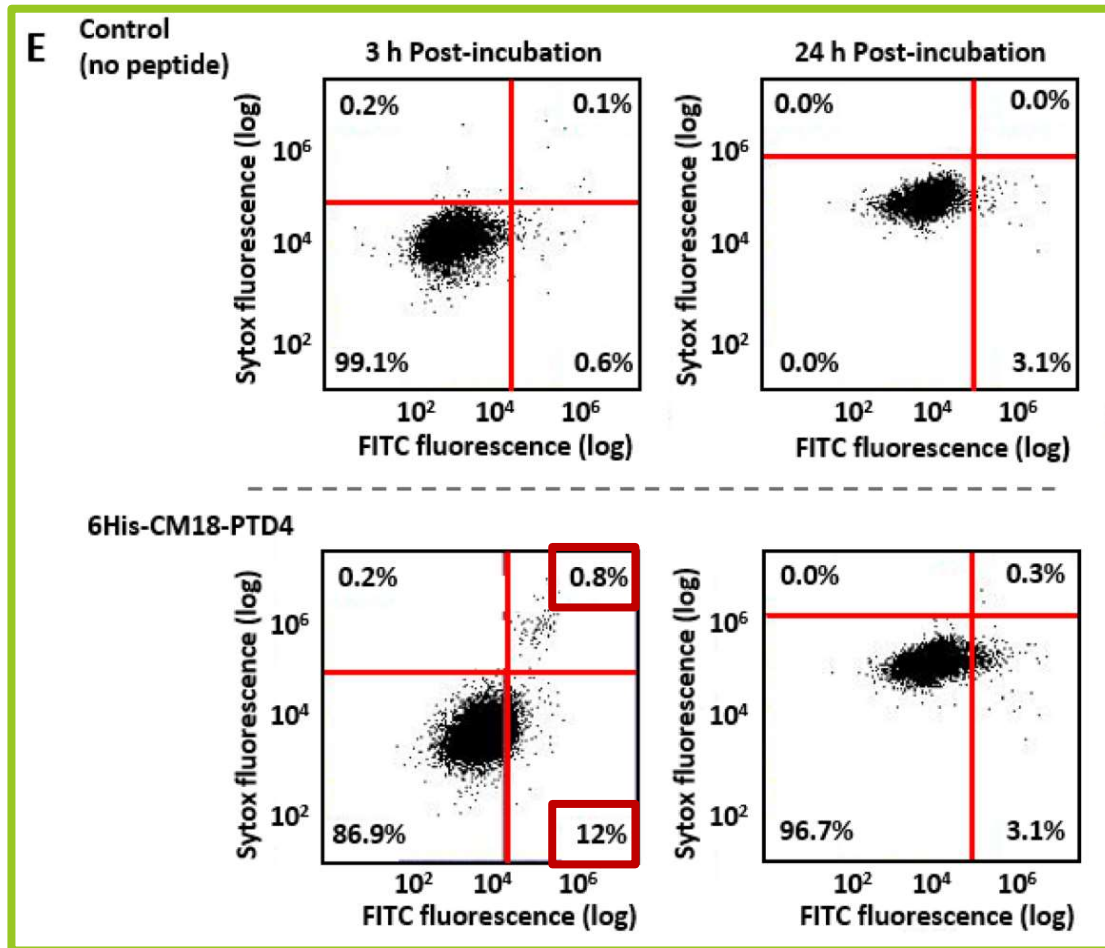 E
Control
(no peptide)
3 h Post-incubation
24 h Post-incubation
Sytox fluorescence (log)
10⁶
10⁴
10²
0.2%
0.1%
99.1%
0.6%
10² 10⁴ 10⁶
FITC fluorescence (log)
Sytox fluorescence (log)
10⁶
10⁴
10²
0.0%
0.0%
0.0%
3.1%
10² 10⁴ 10⁶
FITC fluorescence (log)
6His-CM18-PTD4
Sytox fluorescence (log)
10⁶
10⁴
10²
0.2%
0.8%
86.9%
12%
10² 10⁴ 10⁶
FITC fluorescence (log)
Sytox fluorescence (log)
10⁶
10⁴
10²
0.0%
0.3%
96.7%
3.1%
10² 10⁴ 10⁶
FITC fluorescence (log)